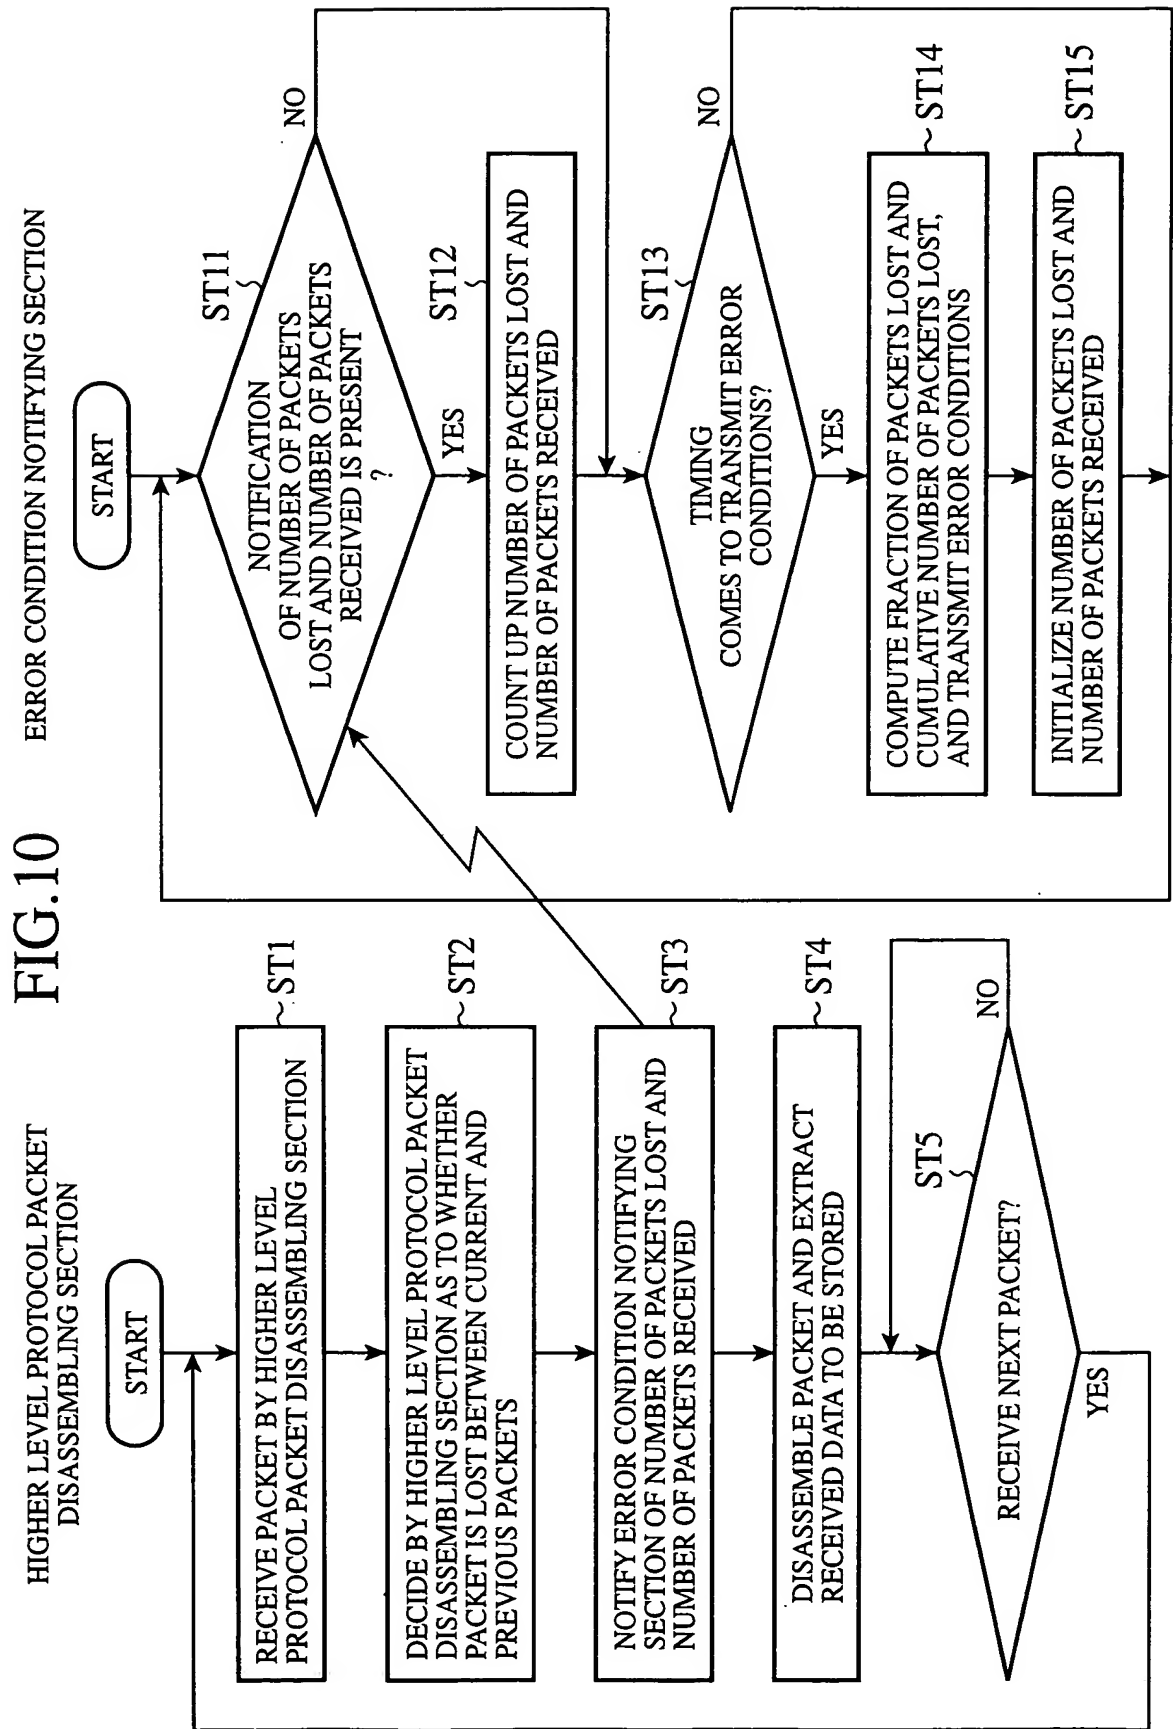 FIG.10
HIGHER LEVEL PROTOCOL PACKET
DISASSEMBLING SECTION
START
RECEIVE PACKET BY HIGHER LEVEL
PROTOCOL PACKET DISASSEMBLING SECTION
ST1
DECIDE BY HIGHER LEVEL PROTOCOL PACKET
DISASSEMBLING SECTION AS TO WHETHER
PACKET IS LOST BETWEEN CURRENT AND
PREVIOUS PACKETS
ST2
NOTIFY ERROR CONDITION NOTIFYING
SECTION OF NUMBER OF PACKETS LOST AND
NUMBER OF PACKETS RECEIVED
ST3
DISASSEMBLE PACKET AND EXTRACT
RECEIVED DATA TO BE STORED
ST4
ST5
RECEIVE NEXT PACKET?
NO
YES
ERROR CONDITION NOTIFYING SECTION
START
ST11
NOTIFICATION
OF NUMBER OF PACKETS
LOST AND NUMBER OF PACKETS
RECEIVED IS PRESENT
?
NO
YES
ST12
COUNT UP NUMBER OF PACKETS LOST AND
NUMBER OF PACKETS RECEIVED
ST13
TIMING
COMES TO TRANSMIT ERROR
CONDITIONS?
NO
YES
COMPUTE FRACTION OF PACKETS LOST AND
CUMULATIVE NUMBER OF PACKETS LOST,
AND TRANSMIT ERROR CONDITIONS
ST14
INITIALIZE NUMBER OF PACKETS LOST AND
NUMBER OF PACKETS RECEIVED
ST15